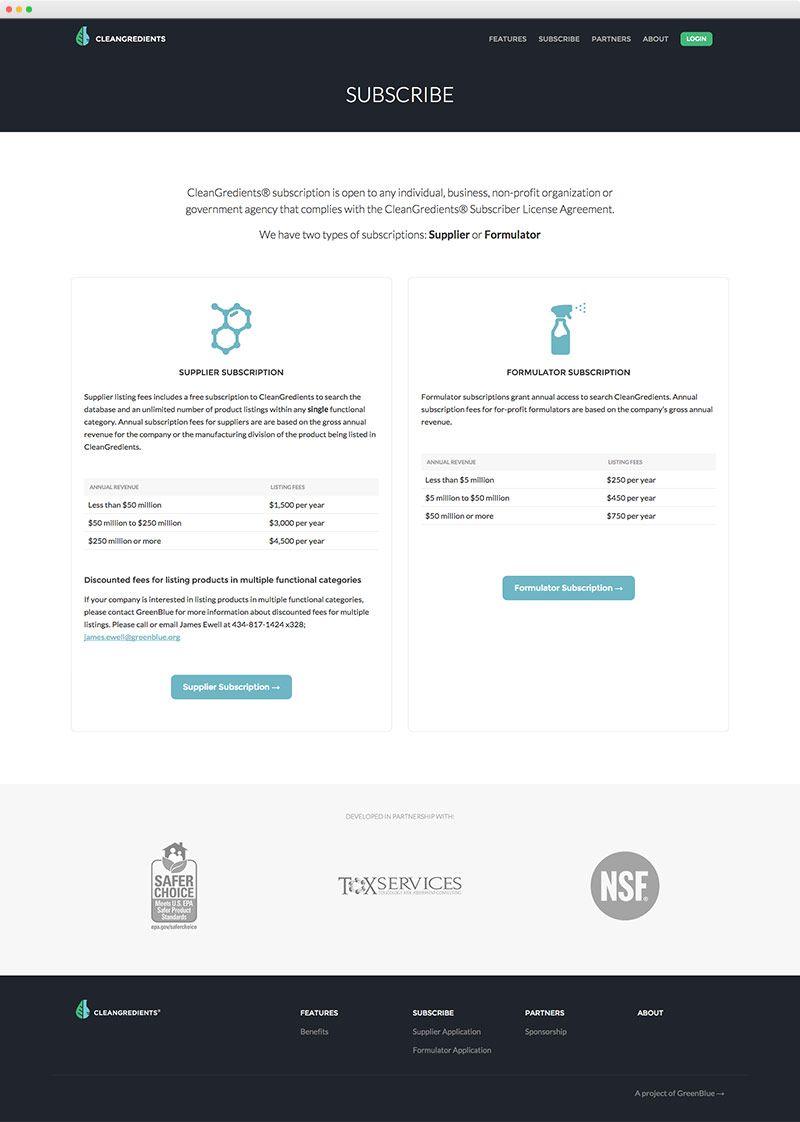 CLEANGREDIENTS
FEATURES SUBSCRIBE PARTNERS ABOUT LOGIN
SUBSCRIBE
CleanGredients® subscription is open to any individual, business, non-profit organization or
government agency that complies with the CleanGredients® Subscriber License Agreement.
We have two types of subscriptions: Supplier or Formulator
SUPPLIER SUBSCRIPTION
Supplier listing fees includes a free subscription to CleanGredients to search the
database and an unlimited number of product listings within any single functional
category. Annual subscription fees for suppliers are are based on the gross annual
revenue for the company or the manufacturing division of the product being listed in
CleanGredients.
ANNUAL REVENUE LISTING FEES
Less than $50 million $1,500 per year
$50 million to $250 million $3,000 per year
$250 million or more $4,500 per year
Discounted fees for listing products in multiple functional categories
If your company is interested in listing products in multiple functional categories,
please contact GreenBlue for more information about discounted fees for multiple
listings. Please call or email James Ewell at 434-817-1424 x328;
james.ewell@greenblue.org
Supplier Subscription →
FORMULATOR SUBSCRIPTION
Formulator subscriptions grant annual access to search CleanGredients. Annual
subscription fees for for-profit formulators are based on the company's gross annual
revenue.
ANNUAL REVENUE LISTING FEES
Less than $5 million $250 per year
$5 million to $50 million $450 per year
$50 million or more $750 per year
Formulator Subscription →
DEVELOPED IN PARTNERSHIP WITH:
SAFER
CHOICE
Meets U.S. EPA
Safer Product
Standards
epa.gov/saferchoice
TOXSERVICES
TOXICOLOGY RISK ASSESSMENT CONSULTING
NSF®
CLEANGREDIENTS®
FEATURES
Benefits
SUBSCRIBE
Supplier Application
Formulator Application
PARTNERS
Sponsorship
ABOUT
A project of GreenBlue →